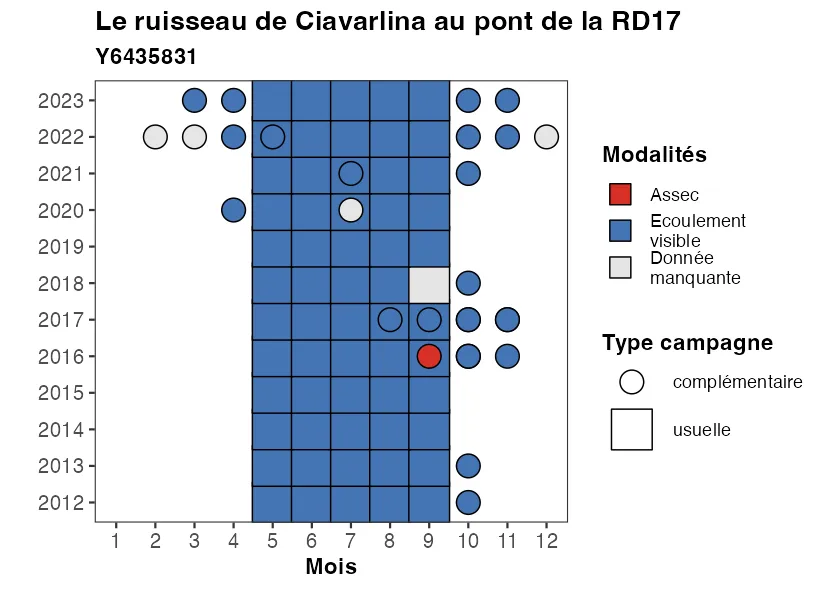 Le ruisseau de Ciavarlina au pont de la RD17
Y6435831
2023
2022
2021
2020
2019
2018
2017
2016
2015
2014
2013
2012
1 2 3 4 5 6 7 8 9 10 11 12
Mois
Modalités
Assec
Ecoulement
visible
Donnée
manquante
Type campagne
complémentaire
usuelle